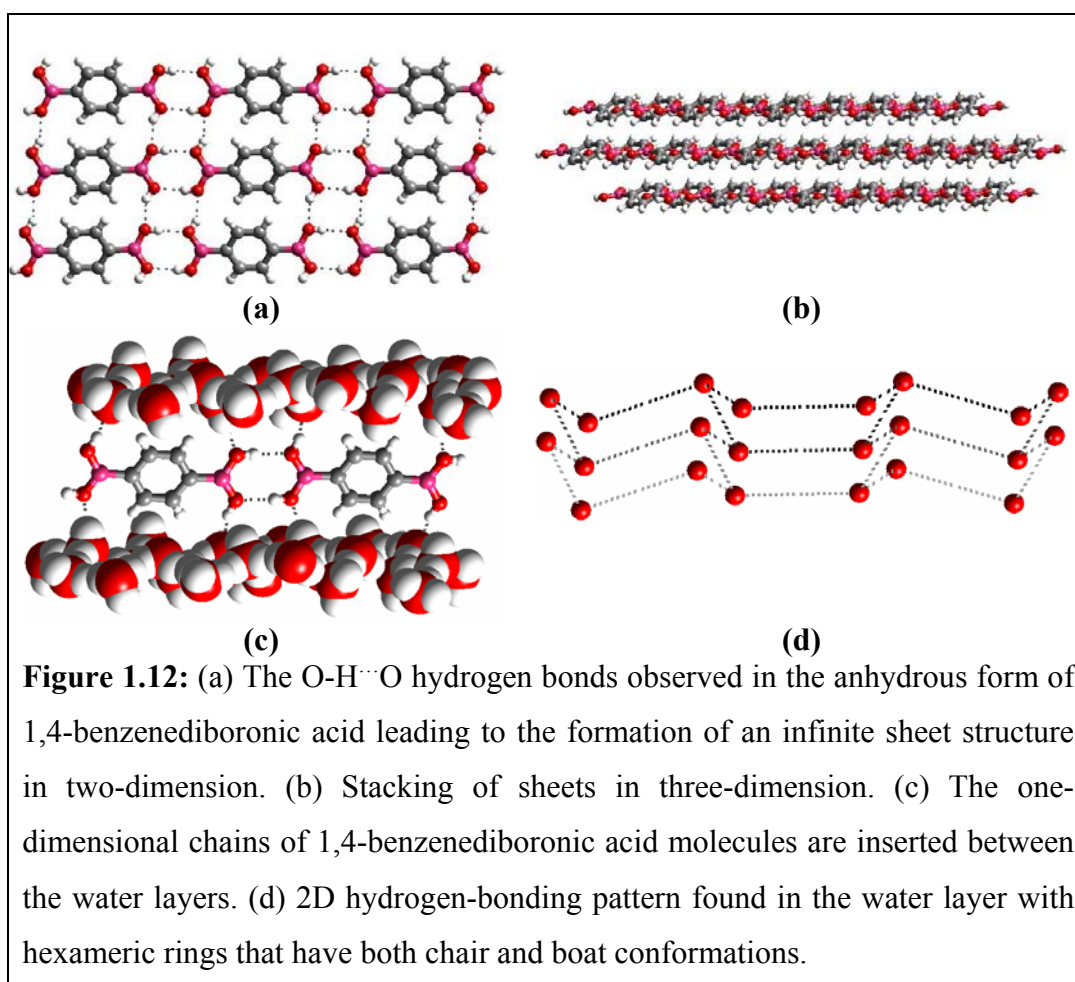 (a)
(b)
(c)
(d)
Figure 1.12: (a) The O-H···O hydrogen bonds observed in the anhydrous form of
1,4-benzenediboronic acid leading to the formation of an infinite sheet structure
in two-dimension. (b) Stacking of sheets in three-dimension. (c) The one-
dimensional chains of 1,4-benzenediboronic acid molecules are inserted between
the water layers. (d) 2D hydrogen-bonding pattern found in the water layer with
hexameric rings that have both chair and boat conformations.